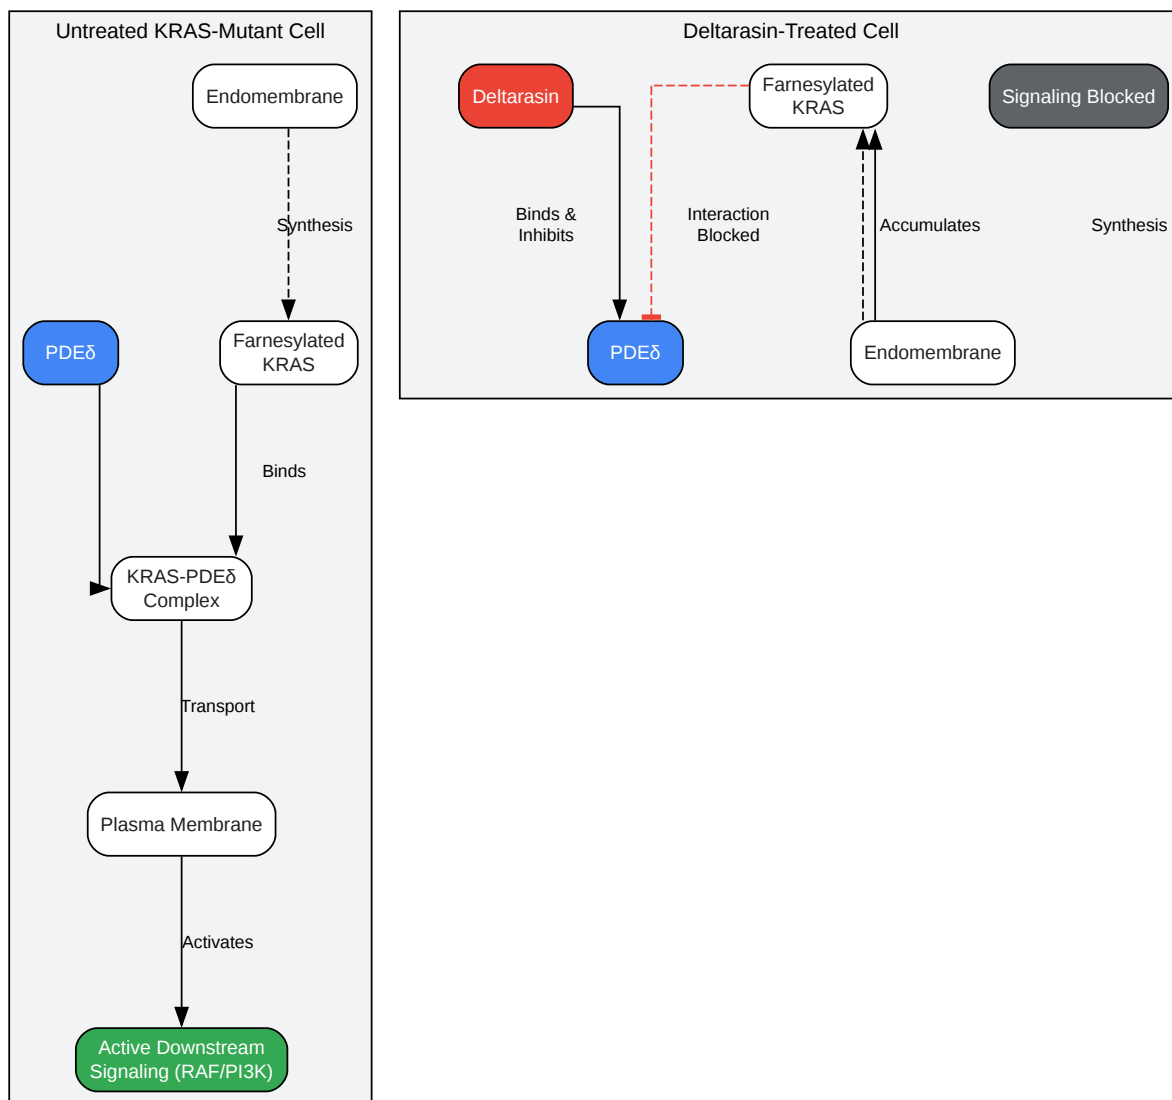 Untreated KRAS-Mutant Cell
Endomembrane
Synthesis
PDEδ
Farnesylated
KRAS
Binds
KRAS-PDEδ
Complex
Transport
Plasma Membrane
Activates
Active Downstream
Signaling (RAF/PI3K)
Deltarasin-Treated Cell
Deltarasin
Farnesylated
KRAS
Signaling Blocked
Binds &
Inhibits
Interaction
Blocked
Accumulates
Synthesis
PDEδ
Endomembrane